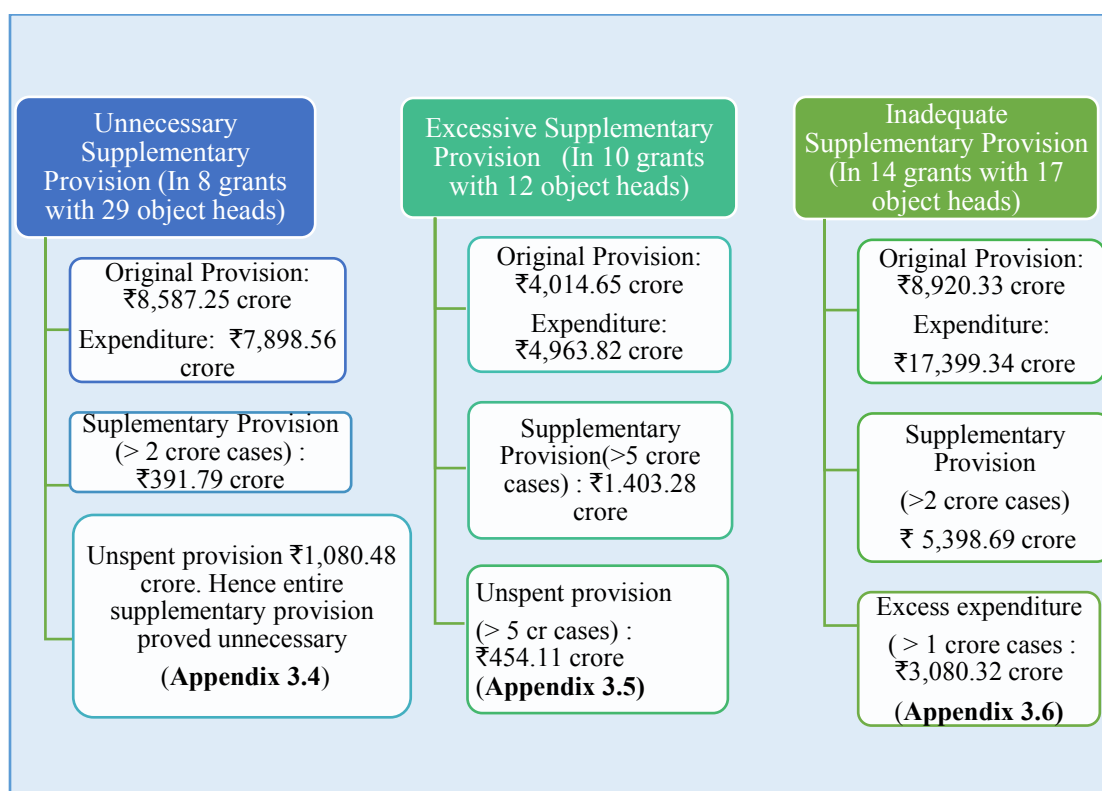 Unnecessary
Supplementary
Provision (In 8 grants
with 29 object heads)
Original Provision:
₹8,587.25 crore
Expenditure: ₹7,898.56
crore
Suplementary Provision
(> 2 crore cases) :
₹391.79 crore
Unspent provision ₹1,080.48
crore. Hence entire
supplementary provision
proved unnecessary
(Appendix 3.4)
Excessive Supplementary
Provision (In 10 grants
with 12 object heads)
Original Provision:
₹4,014.65 crore
Expenditure:
₹4,963.82 crore
Supplementary
Provision(>5 crore
cases) : ₹1.403.28
crore
Unspent provision
(> 5 cr cases) :
₹454.11 crore
(Appendix 3.5)
Inadequate
Supplementary Provision
(In 14 grants with 17
object heads)
Original Provision:
₹8,920.33 crore
Expenditure:
₹17,399.34 crore
Supplementary
Provision
(>2 crore cases)
₹ 5,398.69 crore
Excess expenditure
( > 1 crore cases :
₹3,080.32 crore
(Appendix 3.6)